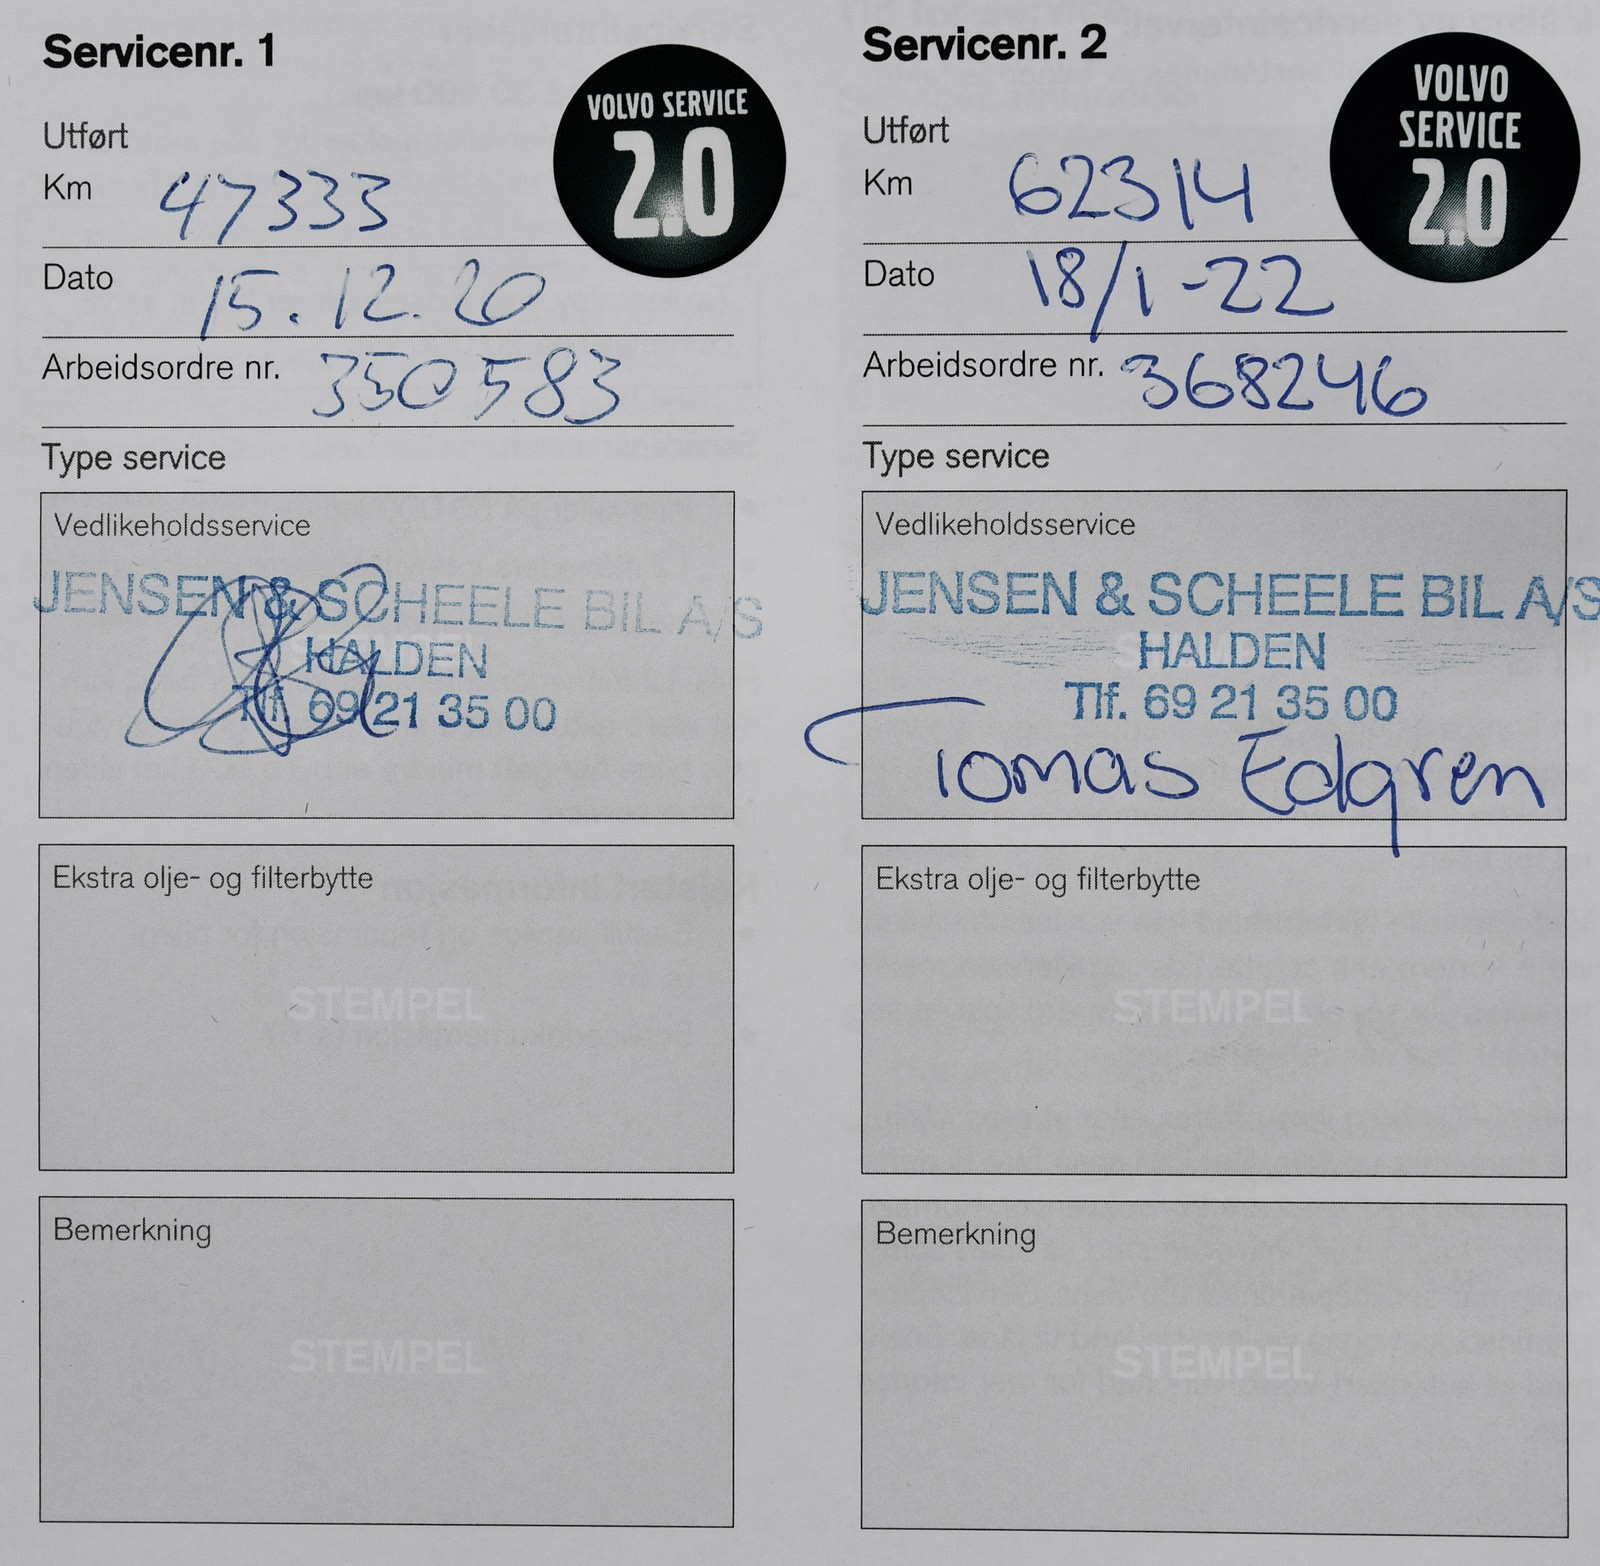 Servicenr. 1
VOLVO SERVICE
2.0
Utført
Km 47333
Dato 15.12.20
Arbeidsordre nr. 350583
Type service
Vedlikeholdsservice
JENSEN & SCHEELE BIL A/S
HALDEN
Tlf. 69 21 35 00
Ekstra olje- og filterbytte
STEMPEL
Bemerkning
STEMPEL
Servicenr. 2
VOLVO
SERVICE
2.0
Utført
Km 62314
Dato 18/1-22
Arbeidsordre nr. 368246
Type service
Vedlikeholdsservice
JENSEN & SCHEELE BIL A/S
HALDEN
Tlf. 69 21 35 00
Tomas Edgren
Ekstra olje- og filterbytte
STEMPEL
Bemerkning
STEMPEL